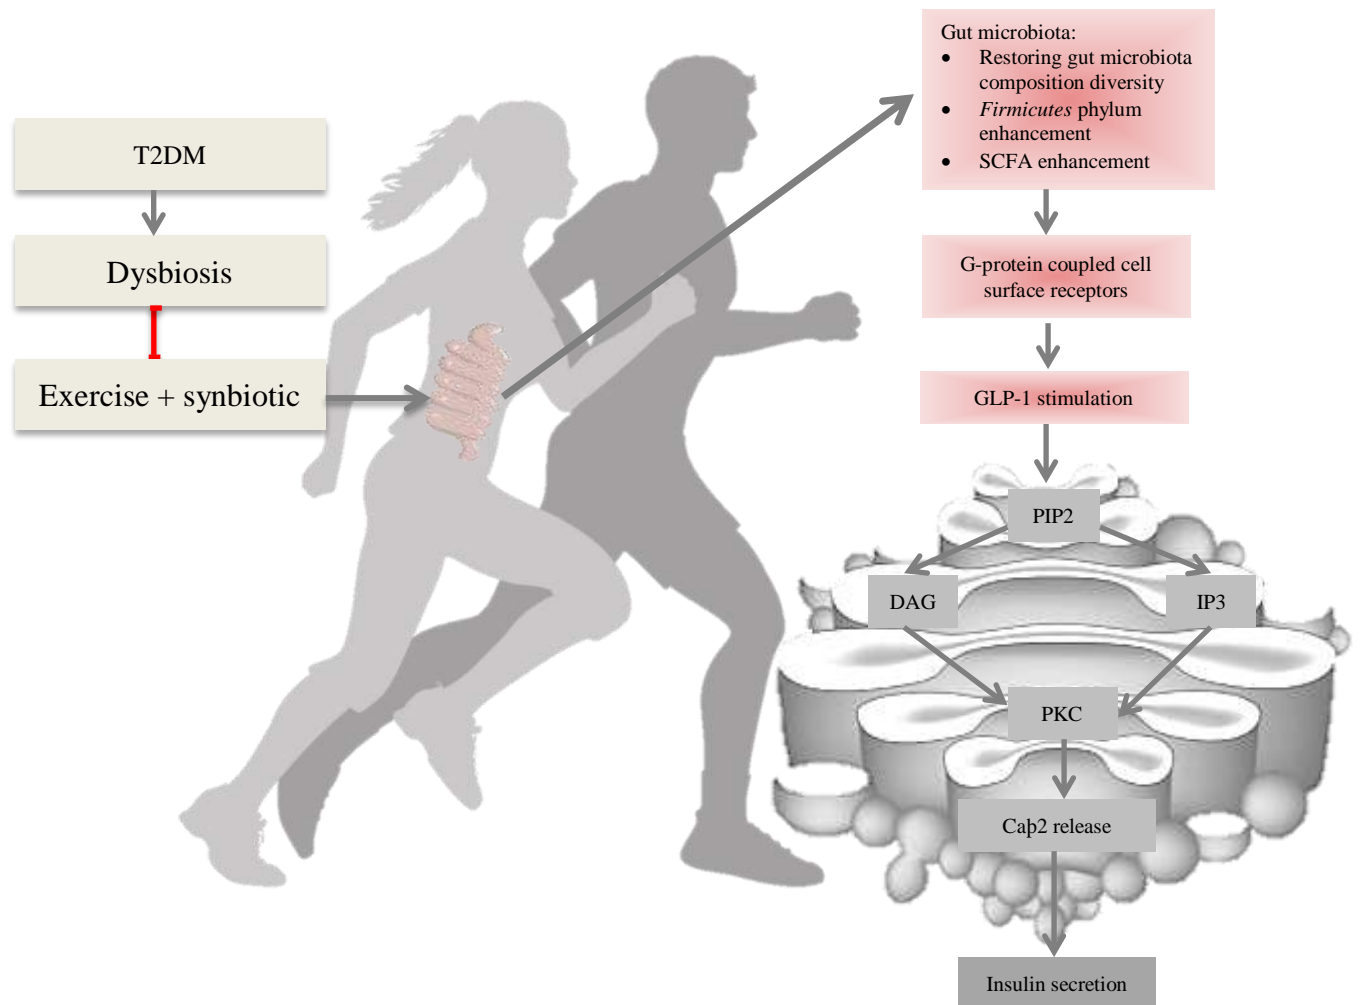 T2DM
Dysbiosis
Exercise + synbiotic
Gut microbiota:
• Restoring gut microbiota
composition diversity
• Firmicutes phylum
enhancement
• SCFA enhancement
G-protein coupled cell
surface receptors
GLP-1 stimulation
PIP2
DAG
IP3
PKC
Caþ2 release
Insulin secretion